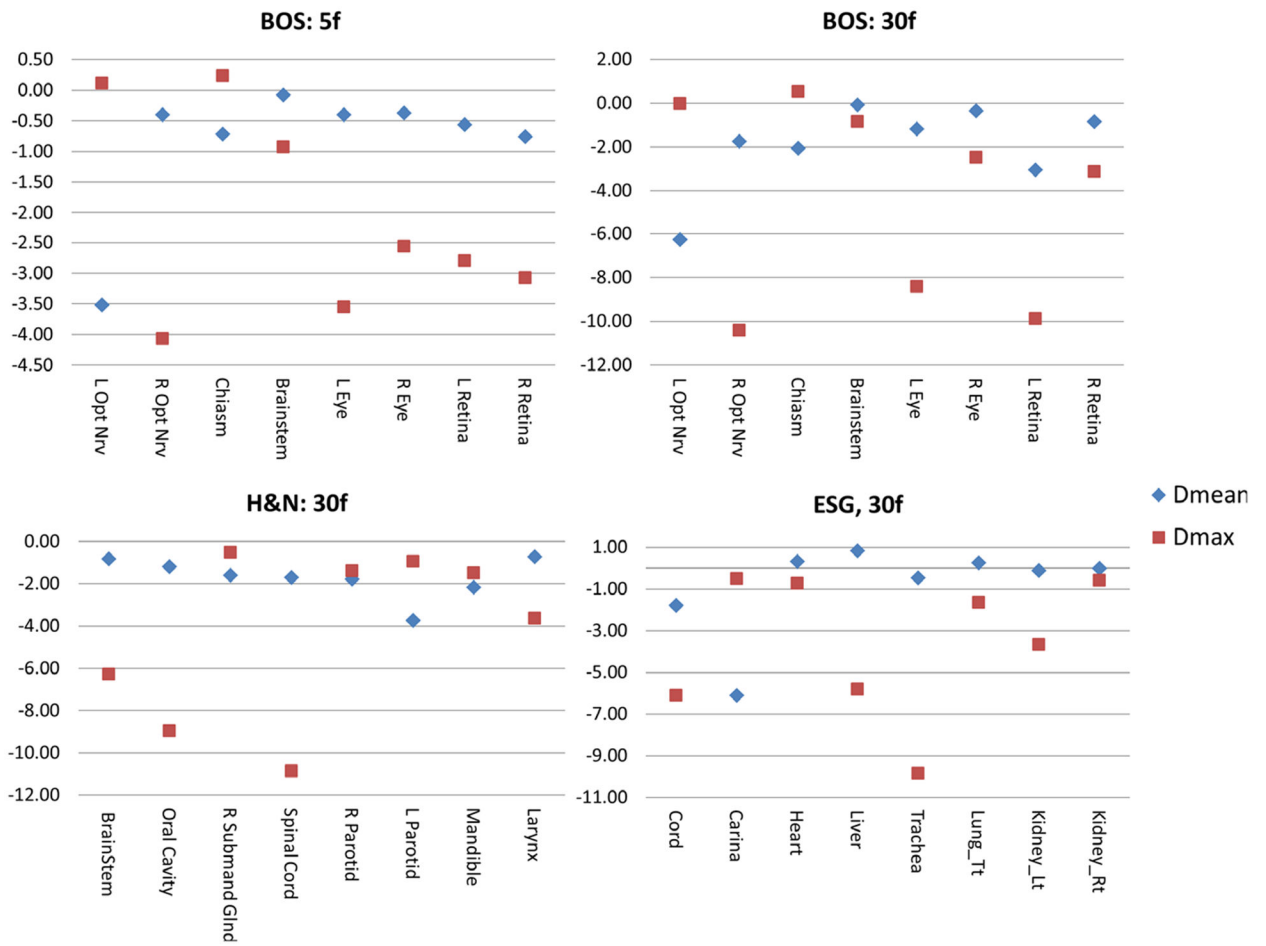 BOS: 5f
0.50
0.00
-0.50
-1.00
-1.50
-2.00
-2.50
-3.00
-3.50
-4.00
-4.50
L Opt Nrv
R Opt Nrv
Chiasm
Brainstem
L Eye
R Eye
L Retina
R Retina
BOS: 30f
2.00
0.00
-2.00
-4.00
-6.00
-8.00
-10.00
-12.00
L Opt Nrv
R Opt Nrv
Chiasm
Brainstem
L Eye
R Eye
L Retina
R Retina
H&N: 30f
0.00
-2.00
-4.00
-6.00
-8.00
-10.00
-12.00
BrainStem
Oral Cavity
R Submand Glnd
Spinal Cord
R Parotid
L Parotid
Mandible
Larynx
ESG, 30f
1.00
-1.00
-3.00
-5.00
-7.00
-9.00
-11.00
Cord
Carina
Heart
Liver
Trachea
Lung_Tt
Kidney_Lt
Kidney_Rt
Dmean
Dmax